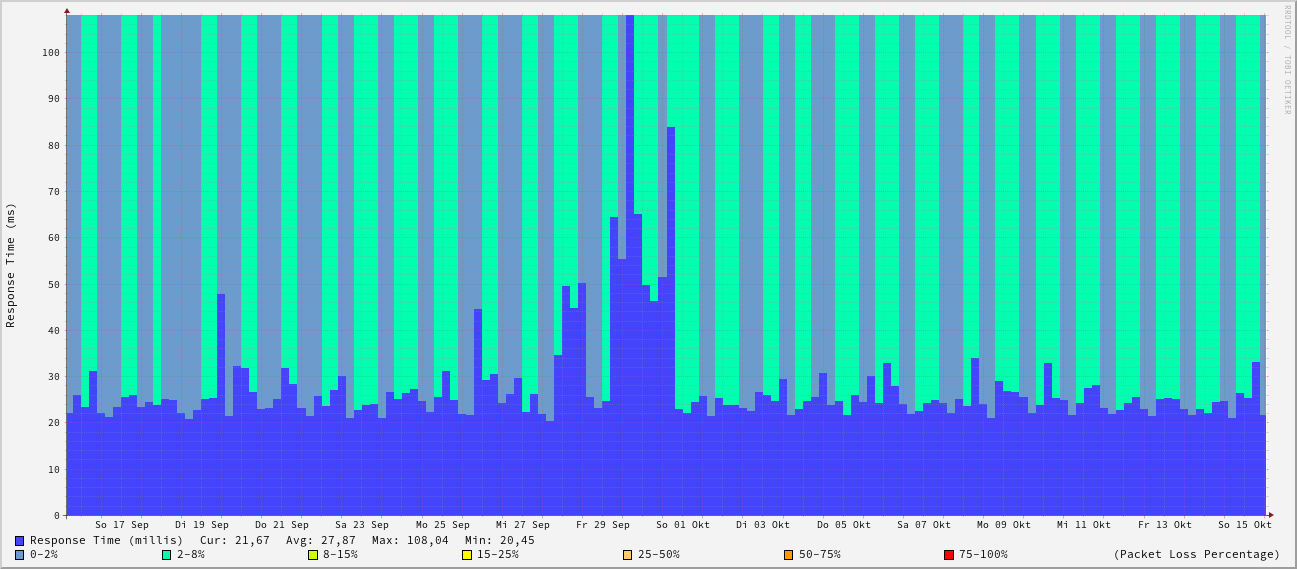 RRDTOOL / TOBI OETIKER
Response Time (ms)
100
90
80
70
60
50
40
30
20
10
0
So 17 Sep Di 19 Sep Do 21 Sep Sa 23 Sep Mo 25 Sep Mi 27 Sep Fr 29 Sep So 01 Okt Di 03 Okt Do 05 Okt Sa 07 Okt Mo 09 Okt Mi 11 Okt Fr 13 Okt So 15 Okt
Response Time (millis) Cur: 21,67 Avg: 27,87 Max: 108,04 Min: 20,45
0-2% 2-8% 8-15% 15-25% 25-50% 50-75% 75-100% (Packet Loss Percentage)